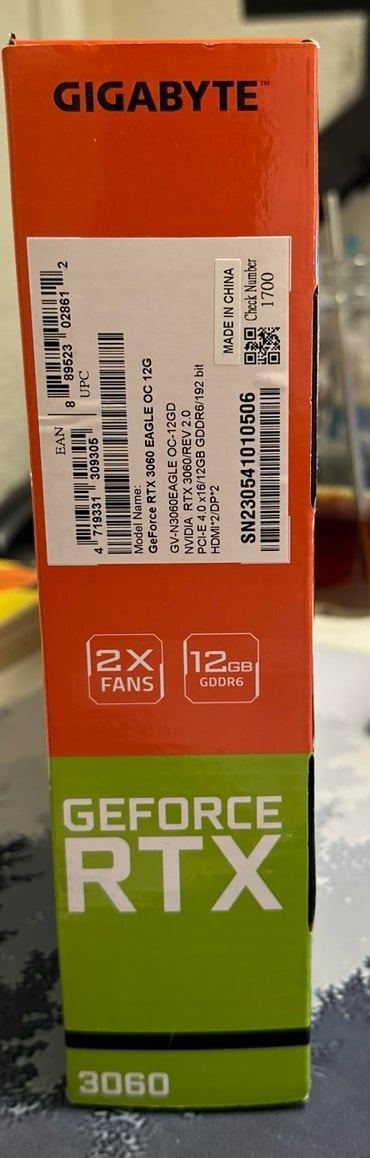 GIGABYTE™
8 89523 02861 2
UPC
EAN
4 719331 309305
MADE IN CHINA
Check Number
1700
Model Name:
GeForce RTX 3060 EAGLE OC 12G
GV-N3060EAGLE OC-12GD
NVIDIA RTX 3060/REV 2.0
PCI-E 4.0 x16/12GB GDDR6/192 bit
HDMI*2/DP*2
SN230541010506
2X
FANS
12GB
GDDR6
GEFORCE
RTX
3060